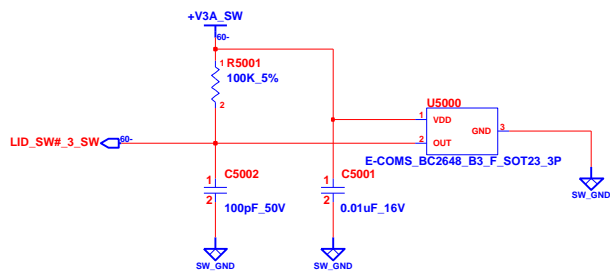 +V3A_SW
60-
1
R5001
100K_5%
2
U5000
1
VDD
GND
3
LID_SW#_3_SW
60-
2
OUT
E-COMS_BC2648_B3_F_SOT23_3P
1
C5002
2
100pF_50V
1
C5001
2
0.01uF_16V
SW_GND
SW_GND
SW_GND